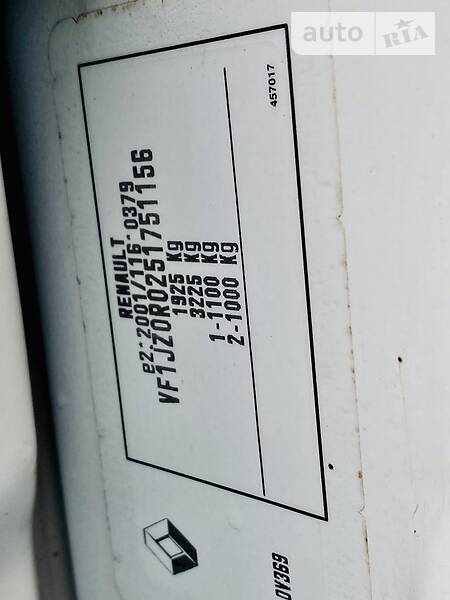 auto RIA
RENAULT
e2*2001/116*0379
VF1JZ0R0251751156
1925 Kg
3225 Kg
1-1100 Kg
2-1000 Kg
457017
DV369